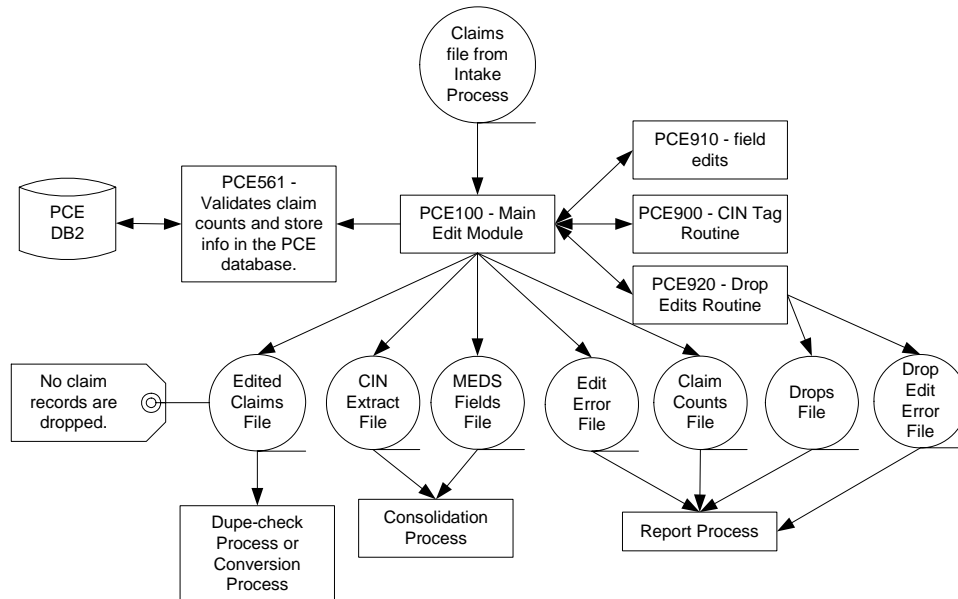 Claims
file from
Intake
Process
PCE910 - field
edits
PCE
DB2
PCE561 -
Validates claim
counts and store
info in the PCE
database.
PCE100 - Main
Edit Module
PCE900 - CIN Tag
Routine
PCE920 - Drop
Edits Routine
No claim
records are
dropped.
Edited
Claims
File
CIN
Extract
File
MEDS
Fields
File
Edit
Error
File
Claim
Counts
File
Drops
File
Drop
Edit
Error
File
Dupe-check
Process or
Conversion
Process
Consolidation
Process
Report Process